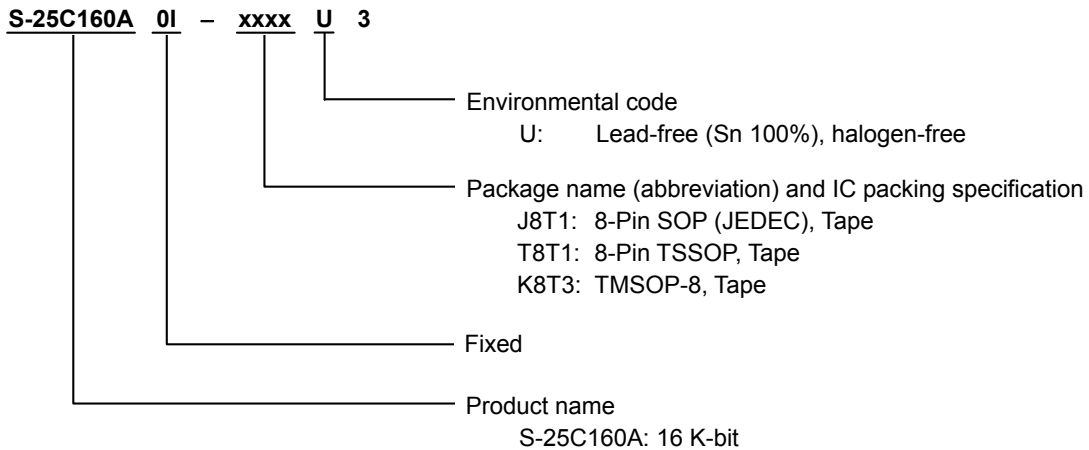 S-25C160A 0I – xxxx U 3
Environmental code
U: Lead-free (Sn 100%), halogen-free
Package name (abbreviation) and IC packing specification
J8T1: 8-Pin SOP (JEDEC), Tape
T8T1: 8-Pin TSSOP, Tape
K8T3: TMSOP-8, Tape
Fixed
Product name
S-25C160A: 16 K-bit